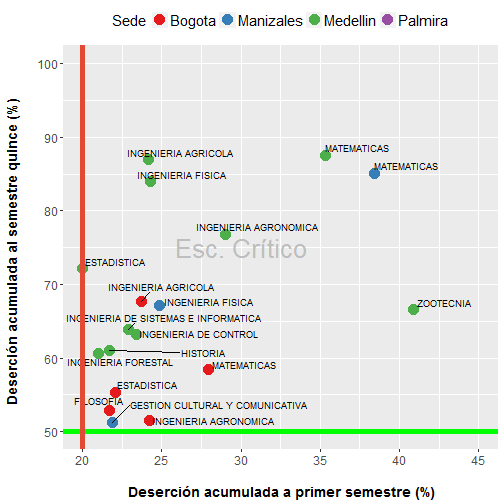 Sede Bogota Manizales Medellin Palmira
Deserción acumulada al semestre quince (%)
100
90
80
70
60
50
INGENIERIA AGRICOLA
MATEMATICAS
INGENIERIA FISICA
MATEMATICAS
INGENIERIA AGRONOMICA
Esc. Crítico
ESTADISTICA
INGENIERIA AGRICOLA
INGENIERIA FISICA
ZOOTECNIA
INGENIERIA DE SISTEMAS E INFORMATICA
INGENIERIA DE CONTROL
HISTORIA
INGENIERIA FORESTAL
MATEMATICAS
ESTADISTICA
FILOSOFIA
GESTION CULTURAL Y COMUNICATIVA
INGENIERIA AGRONOMICA
20 25 30 35 40 45
Deserción acumulada a primer semestre (%)